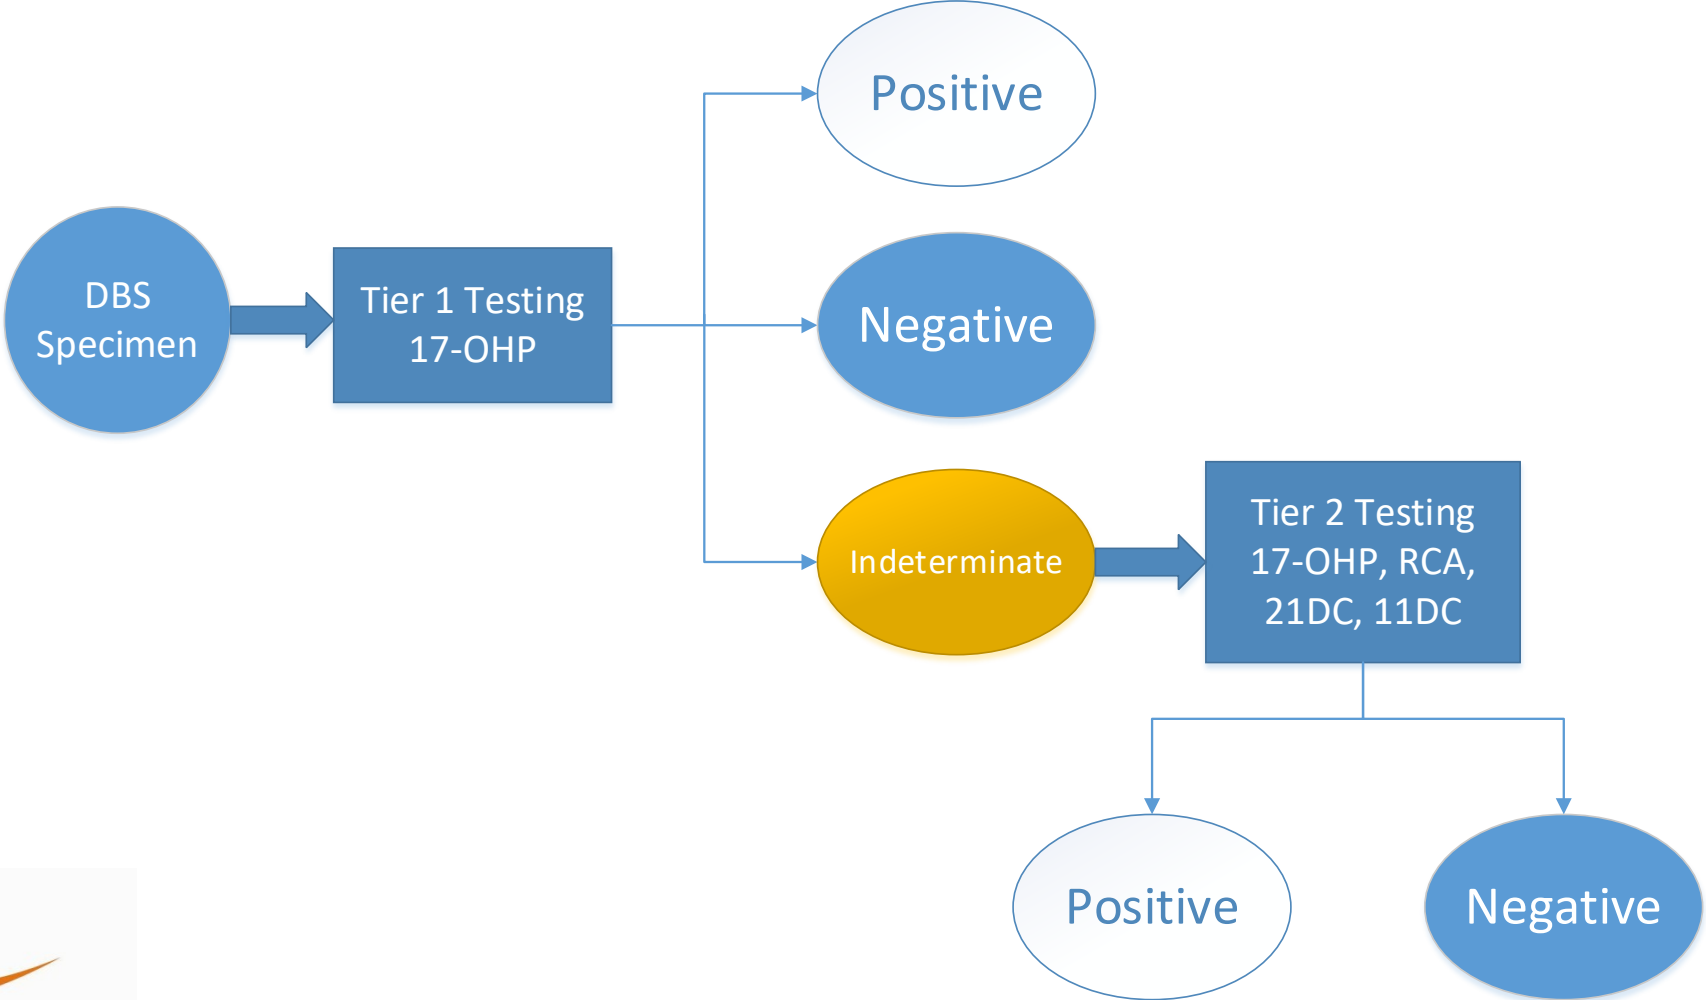 Positive
DBS
Specimen
Tier 1 Testing
17-OHP
Negative
Indeterminate
Tier 2 Testing
17-OHP, RCA,
21DC, 11DC
Positive
Negative